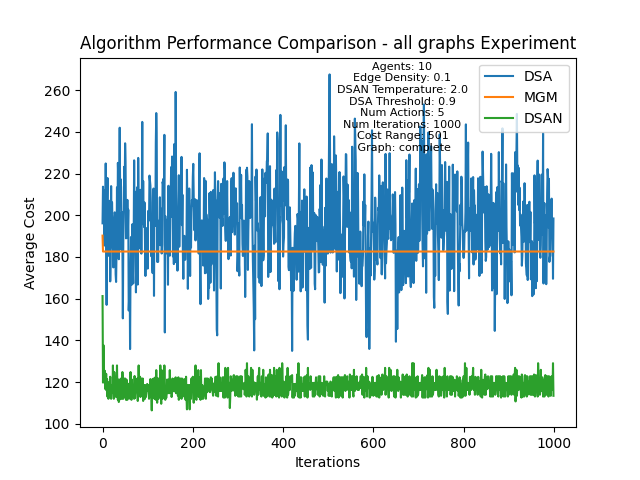 Algorithm Performance Comparison - all graphs Experiment
Agents: 10
Edge Density: 0.1
DSAN Temperature: 2.0
DSA Threshold: 0.9
Num Actions: 5
Num Iterations: 1000
Cost Range: 501
Graph: complete
DSA
MGM
DSAN
Average Cost
260
240
220
200
180
160
140
120
100
0
200
400
600
800
1000
Iterations